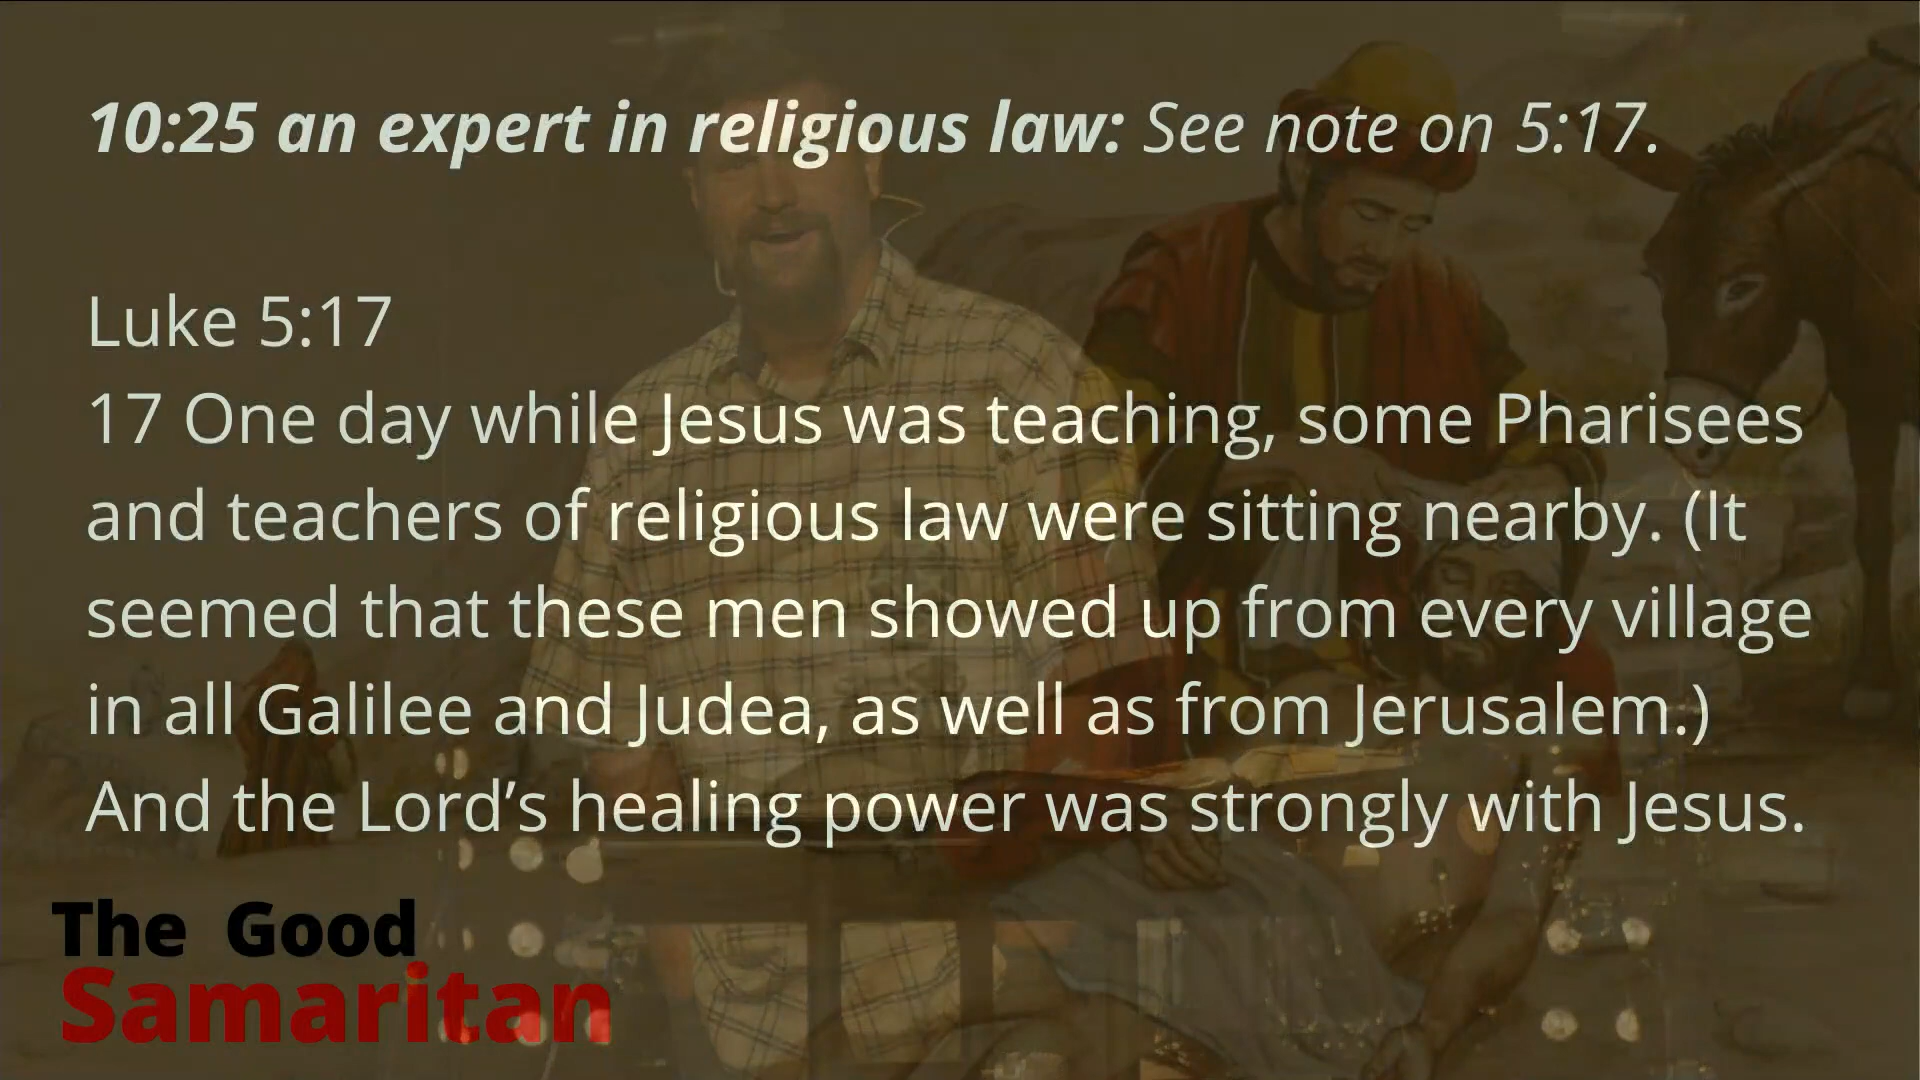 10:25 an expert in religious law: See note on 5:17.
Luke 5:17
17 One day while Jesus was teaching, some Pharisees
and teachers of religious law were sitting nearby. (It
seemed that these men showed up from every village
in all Galilee and Judea, as well as from Jerusalem.)
And the Lord’s healing power was strongly with Jesus.
The Good
Samaritan